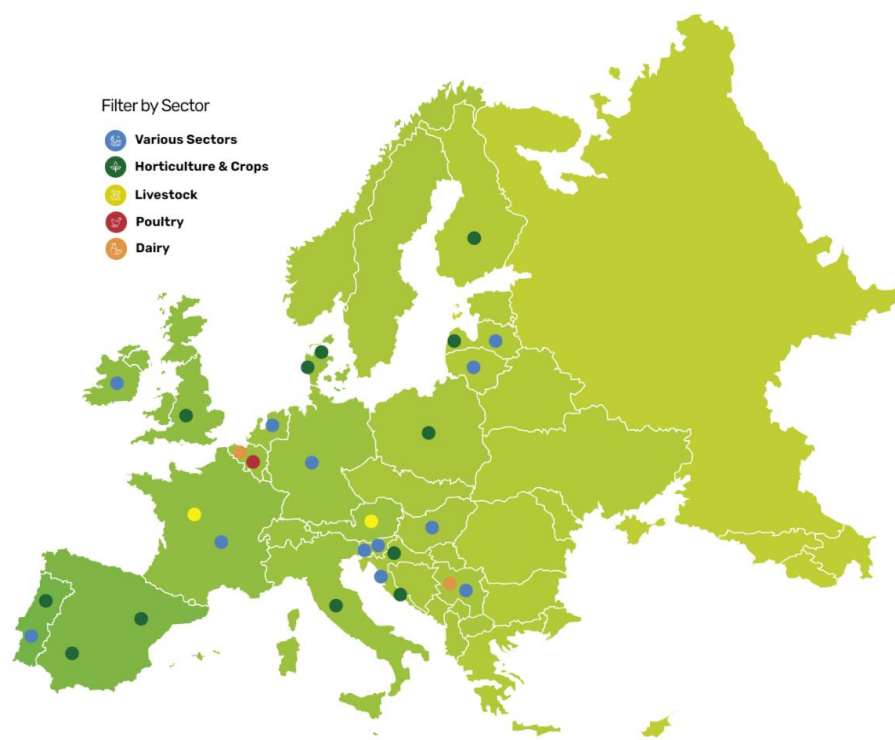 Filter by Sector
Various Sectors
Horticulture & Crops
Livestock
Poultry
Dairy